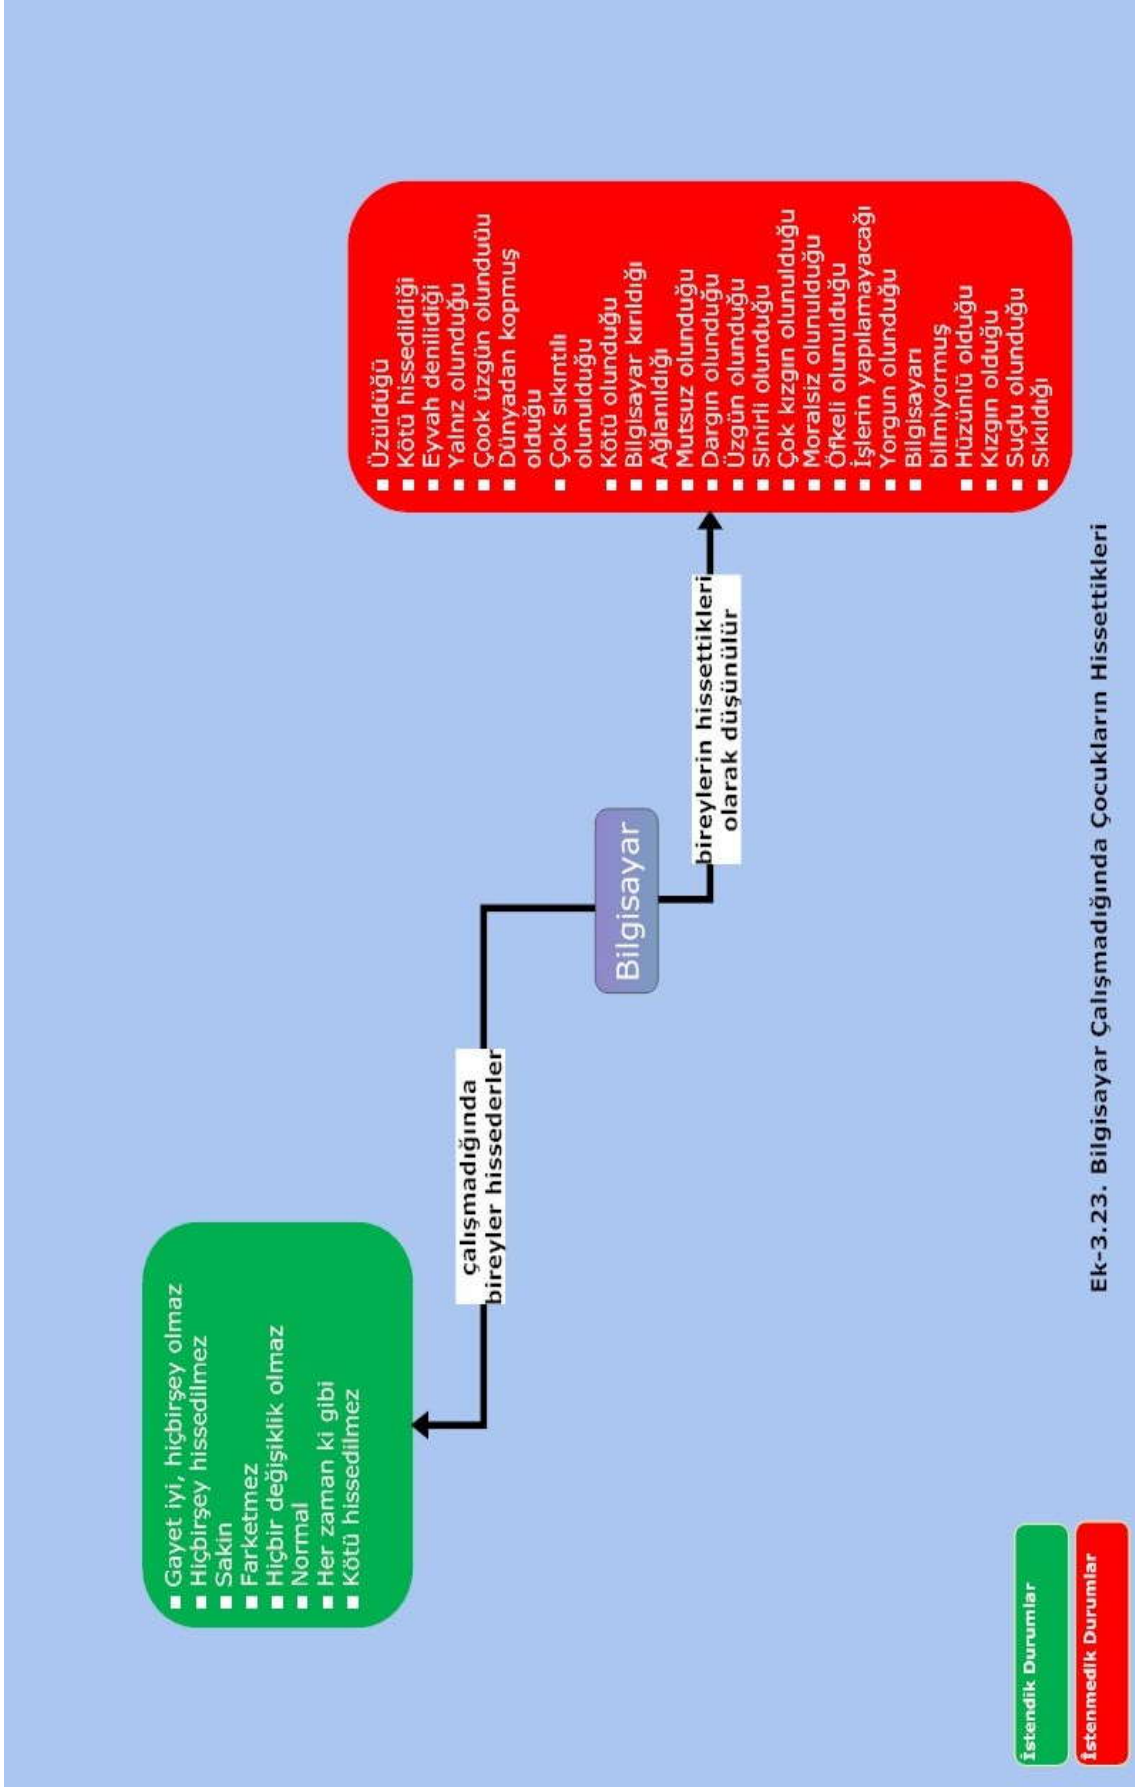 Gayet iyi, hiçbirşey olmaz
Hiçbirşey hissedilmez
Sakin
Farketmez
Hiçbir değişiklik olmaz
Normal
Her zaman ki gibi
Kötü hissedilmez
çalışmadığında
bireyler hissederler
Bilgisayar
bireylerin hissettikleri
olarak düşünülür
Üzüldüğü
Kötü hissedildiği
Eyvah denilidiği
Yalnız olunduğu
Çook üzgün olunduüu
Dünyadan kopmuş
olduğu
Çok sıkıntılı
olunulduğu
Kötü olunduğu
Bilgisayar kırıldığı
Ağlanıldığı
Mutsuz olunduğu
Dargın olunduğu
Üzgün olunduğu
Sinirli olunduğu
Çok kızgın olunulduğu
Moralsiz olunulduğu
Öfkeli olunulduğu
İşlerin yapılamayacağı
Yorgun olunduğu
Bilgisayarı
bilmiyormuş
Hüzünlü olduğu
Kızgın olduğu
Suçlu olunduğu
Sıkıldığı
İstendik Durumlar
İstenmedik Durumlar
Ek-3.23. Bilgisayar Çalışmadığında Çocukların Hissettikleri